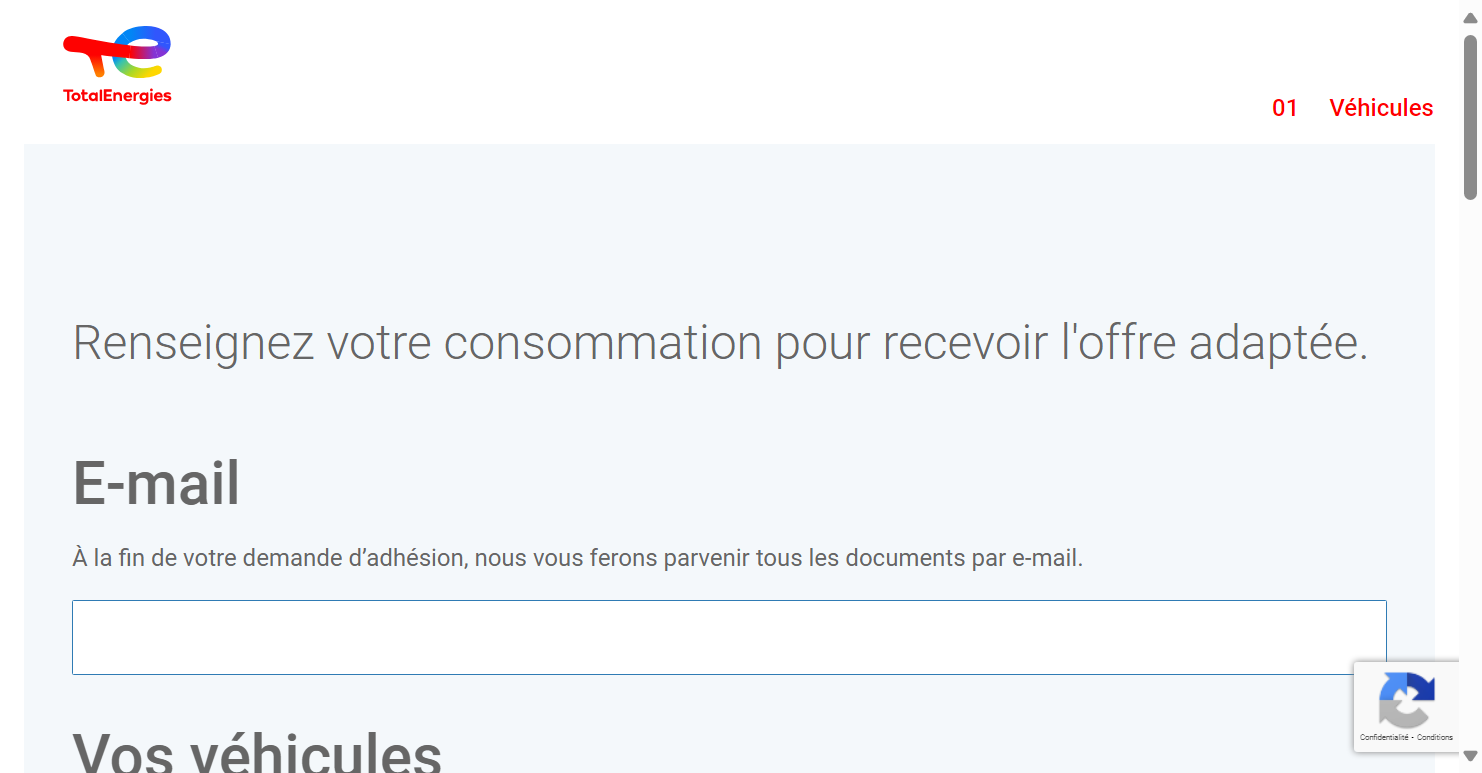 TotalEnergies
01 Véhicules
Renseignez votre consommation pour recevoir l'offre adaptée.
E-mail
À la fin de votre demande d’adhésion, nous vous ferons parvenir tous les documents par e-mail.
Vos véhicules
Confidentialité - Conditions